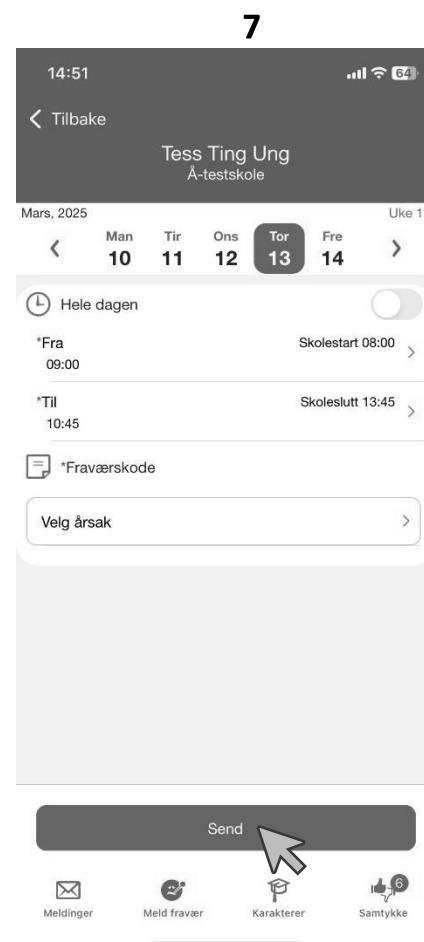 7
14:51 64
Tilbake
Tess Ting Ung
Å-testskole
Mars, 2025 Uke 1
Man Tir Ons Tor Fre
10 11 12 13 14
Hele dagen
*Fra Skolestart 08:00
09:00
*Til Skoleslutt 13:45
10:45
*Fraværskode
Velg årsak
Send
6
Meldinger Meld fravær Karakterer Samtykke